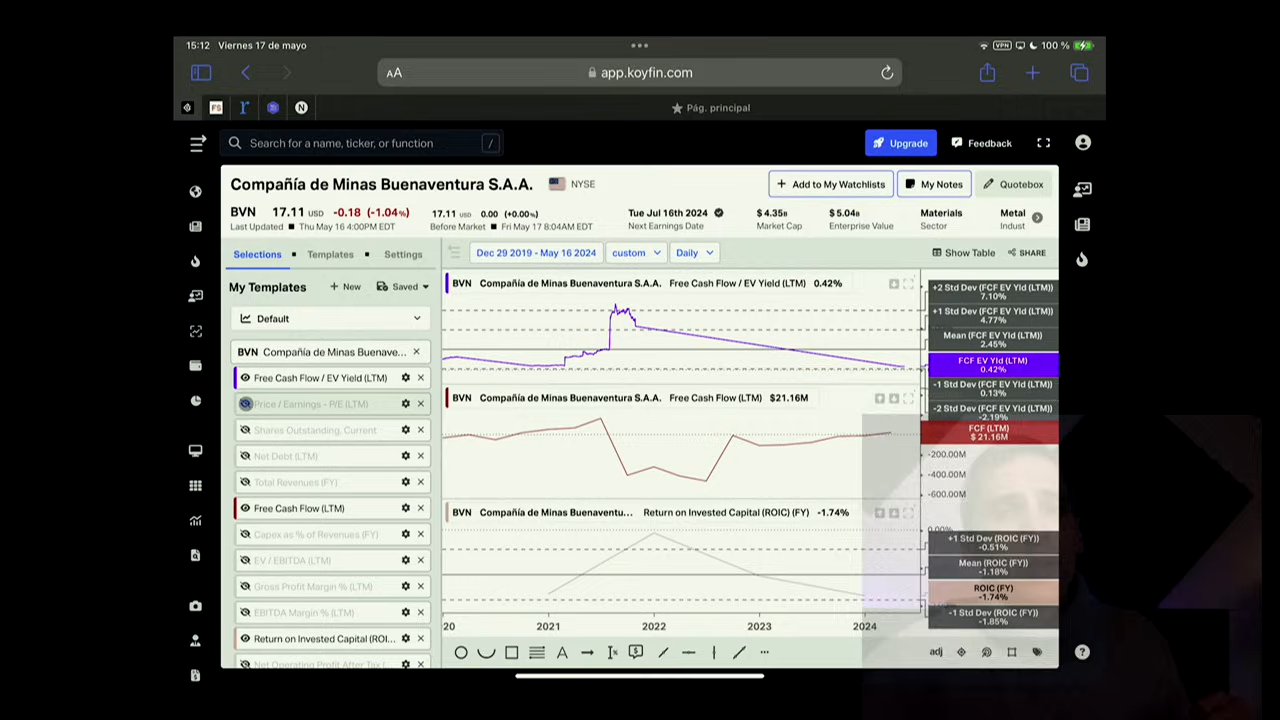 15:12 Viernes 17 de mayo
VPN 100 %
AA app.koyfin.com
FS r N Pág. principal
Search for a name, ticker, or function /
Upgrade Feedback
Compañía de Minas Buenaventura S.A.A. NYSE
+ Add to My Watchlists My Notes Quotebox
BVN 17.11 USD -0.18 (-1.04%) 17.11 USD 0.00 (+0.00%) Tue Jul 16th 2024 $ 4.35B $ 5.04B Materials Metal
Last Updated Thu May 16 4:00PM EDT Before Market Fri May 17 8:04AM EDT Next Earnings Date Market Cap Enterprise Value Sector Indust
Selections Templates Settings
Dec 29 2019 - May 16 2024 custom Daily Show Table SHARE
My Templates + New Saved
Default
BVN Compañía de Minas Buenave...
Free Cash Flow / EV Yield (LTM)
Price / Earnings - P/E (LTM)
Shares Outstanding, Current
Net Debt (LTM)
Total Revenues (FY)
Free Cash Flow (LTM)
Capex as % of Revenues (FY)
EV / EBITDA (LTM)
Gross Profit Margin % (LTM)
EBITDA Margin % (LTM)
Return on Invested Capital (ROI...
Net Operating Profit After Tax (
BVN Compañía de Minas Buenaventura S.A.A. Free Cash Flow / EV Yield (LTM) 0.42%
+2 Std Dev (FCF EV Yld (LTM))
7.10%
+1 Std Dev (FCF EV Yld (LTM))
4.77%
Mean (FCF EV Yld (LTM))
2.45%
FCF EV Yld (LTM)
0.42%
-1 Std Dev (FCF EV Yld (LTM))
0.13%
-2 Std Dev (FCF EV Yld (LTM))
-2.19%
BVN Compañía de Minas Buenaventura S.A.A. Free Cash Flow (LTM) $21.16M
FCF (LTM)
$ 21.16M
-200.00M
-400.00M
-600.00M
BVN Compañía de Minas Buenaventu... Return on Invested Capital (ROIC) (FY) -1.74%
0.00%
+1 Std Dev (ROIC (FY))
-0.51%
Mean (ROIC (FY))
-1.18%
ROIC (FY)
-1.74%
-1 Std Dev (ROIC (FY))
-1.85%
20 2021 2022 2023 2024
A adj